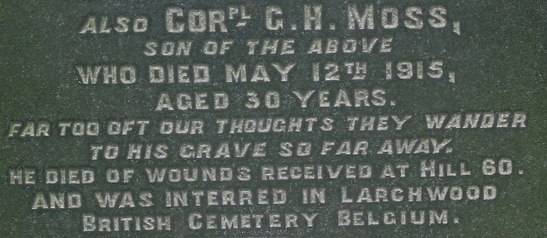 ALSO CORPL G. H. MOSS,
SON OF THE ABOVE
WHO DIED MAY 12TH 1915,
AGED 30 YEARS.
FAR TOO OFT OUR THOUGHTS THEY WANDER
TO HIS GRAVE SO FAR AWAY.
HE DIED OF WOUNDS RECEIVED AT HILL 60.
AND WAS INTERRED IN LARCHWOOD
BRITISH CEMETERY BELGIUM.